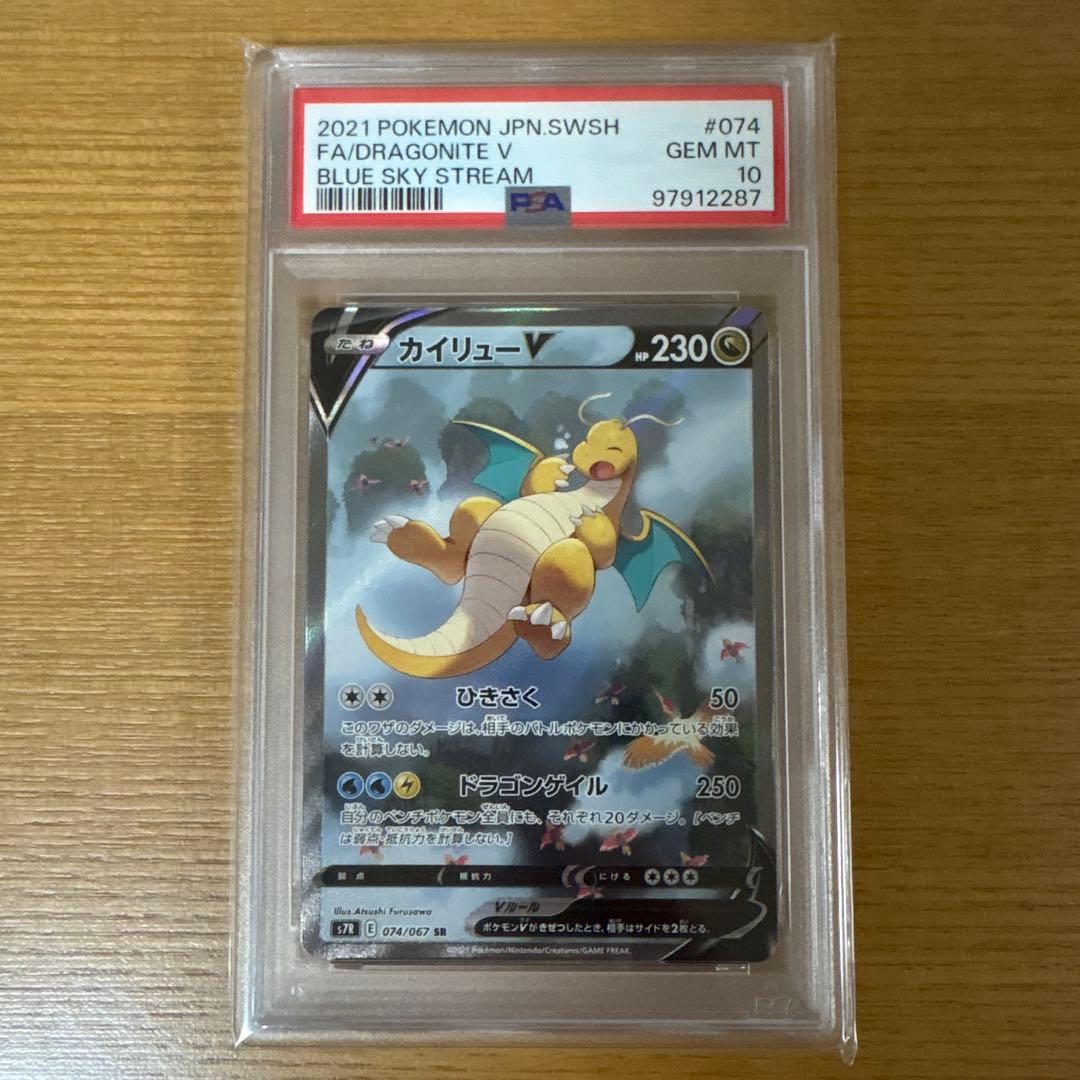 2021 POKEMON JPN.SWSH #074
FA/DRAGONITE V GEM MT
BLUE SKY STREAM 10
PSA 97912287
たね カイリューV HP 230
ひきさく 50
このワザのダメージは、相手のバトルポケモンにかかっている効果
を計算しない。
ドラゴンゲイル 250
自分のベンチポケモン全員にも、それぞれ20ダメージ。[ベンチ
は弱点・抵抗力を計算しない。]
弱点 抵抗力 にげる
Illus. Atsushi Furusawa
Vルール
s7R E 074/067 SR
ポケモンVがきぜつしたとき、相手はサイドを2枚とる。
©2021 Pokémon/Nintendo/Creatures/GAME FREAK.